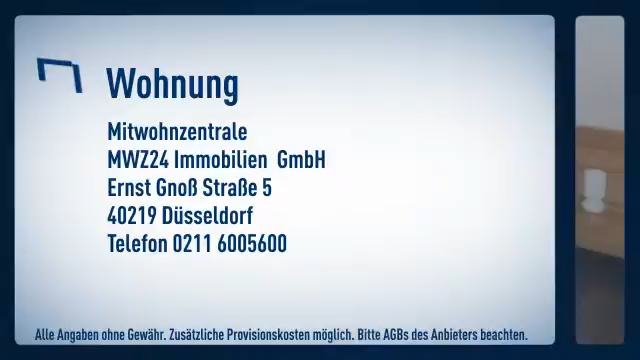 Wohnung
Mitwohnzentrale
MWZ24 Immobilien GmbH
Ernst Gnoß Straße 5
40219 Düsseldorf
Telefon 0211 6005600
Alle Angaben ohne Gewähr. Zusätzliche Provisionskosten möglich. Bitte AGBs des Anbieters beachten.